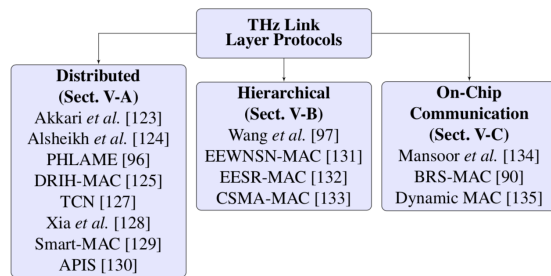 THz Link
Layer Protocols
Distributed
(Sect. V-A)
Akkari et al. [123]
Alsheikh et al. [124]
PHLAME [96]
DRIH-MAC [125]
TCN [127]
Xia et al. [128]
Smart-MAC [129]
APIS [130]
Hierarchical
(Sect. V-B)
Wang et al. [97]
EEWNSN-MAC [131]
EESR-MAC [132]
CSMA-MAC [133]
On-Chip
Communication
(Sect. V-C)
Mansoor et al. [134]
BRS-MAC [90]
Dynamic MAC [135]